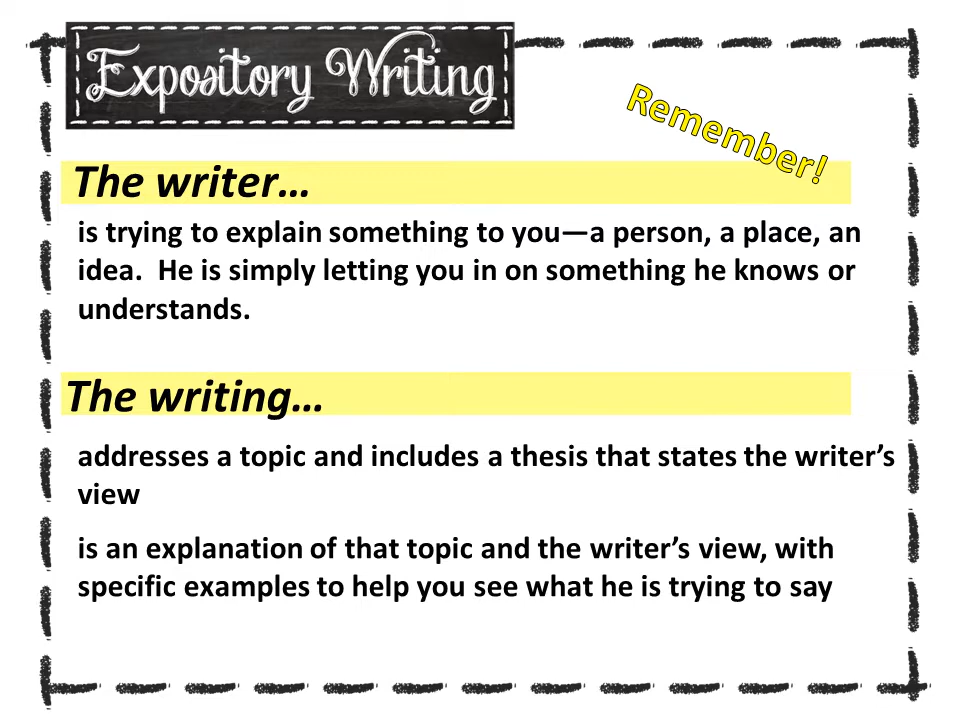 Expository Writing
Remember!
The writer…
is trying to explain something to you—a person, a place, an
idea.  He is simply letting you in on something he knows or
understands.
The writing…
addresses a topic and includes a thesis that states the writer’s
view
is an explanation of that topic and the writer’s view, with
specific examples to help you see what he is trying to say